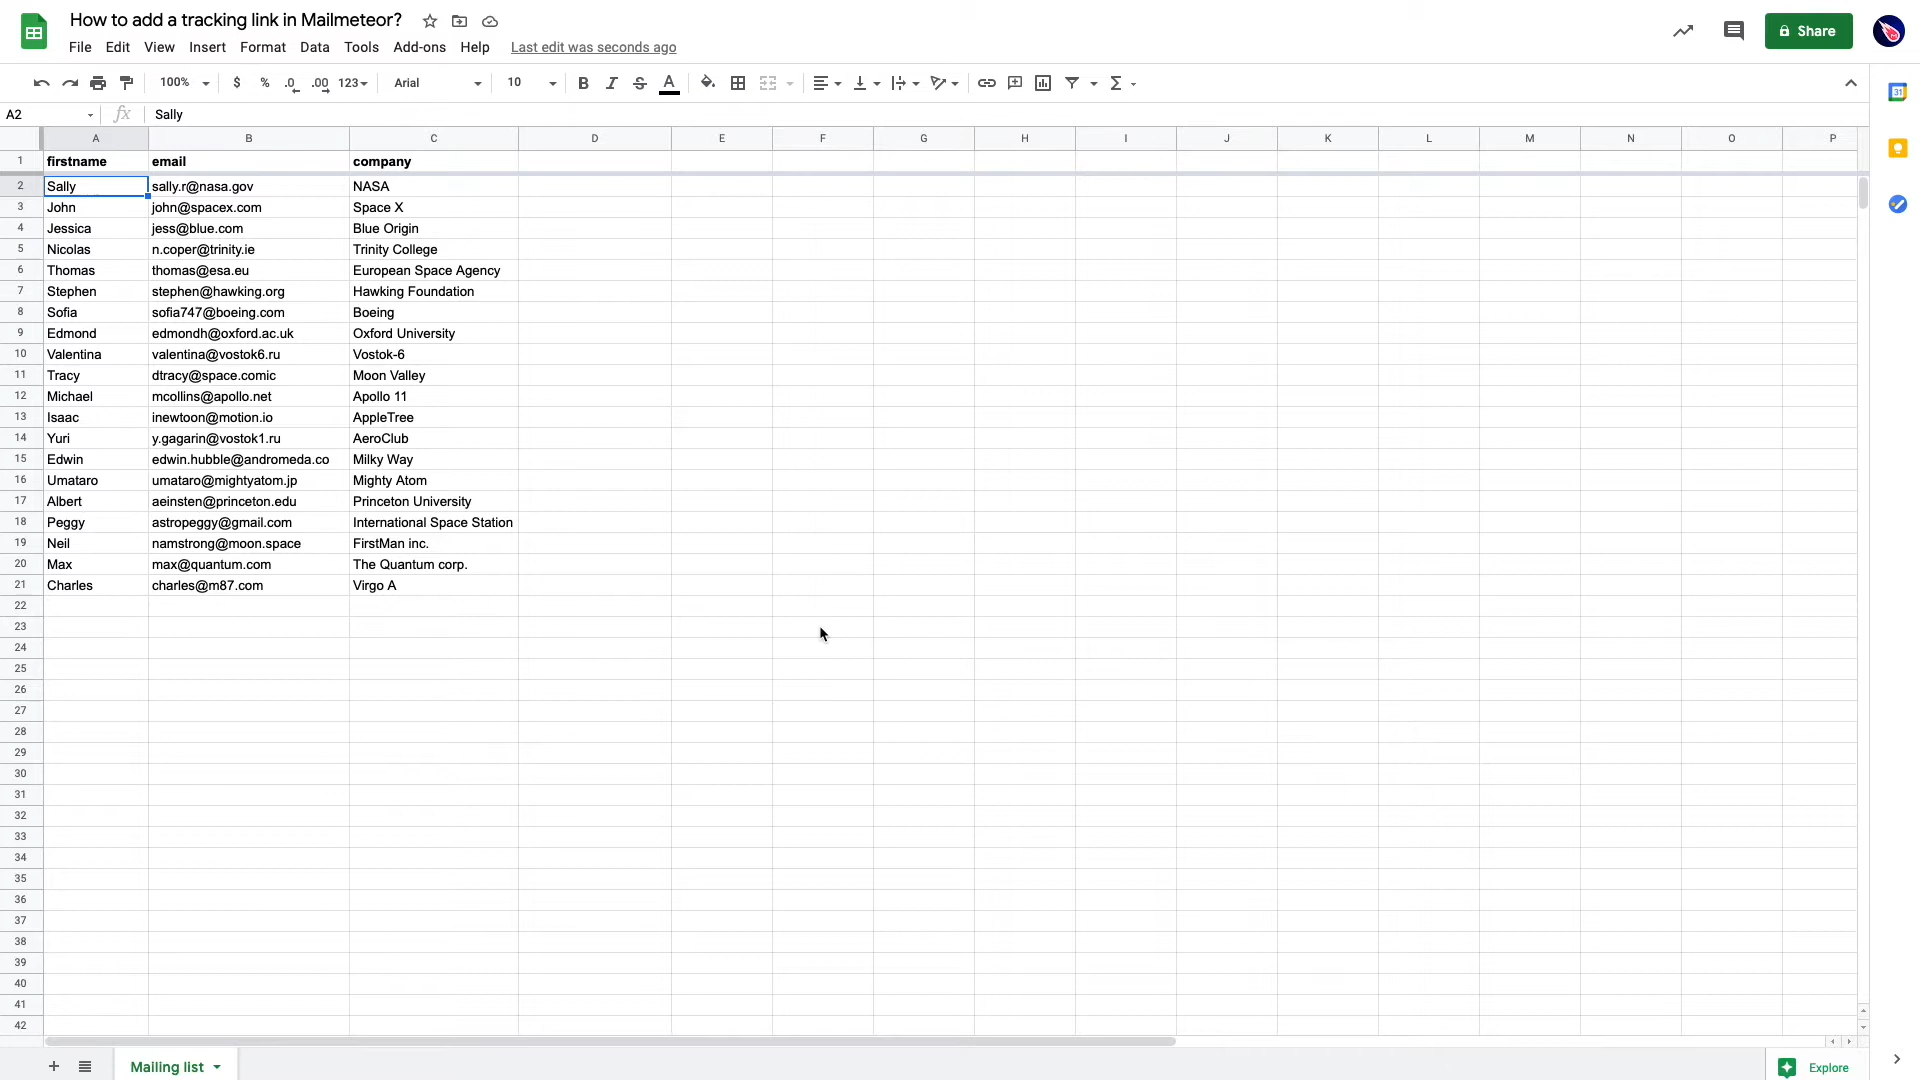 How to add a tracking link in Mailmeteor?
File Edit View Insert Format Data Tools Add-ons Help Last edit was seconds ago
Share
100% $ % .0 .00 123 Arial 10 B I S A Σ
31
A2 fx Sally
A B C D E F G H I J K L M N O P
1 firstname email company
2 Sally sally.r@nasa.gov NASA
3 John john@spacex.com Space X
4 Jessica jess@blue.com Blue Origin
5 Nicolas n.coper@trinity.ie Trinity College
6 Thomas thomas@esa.eu European Space Agency
7 Stephen stephen@hawking.org Hawking Foundation
8 Sofia sofia747@boeing.com Boeing
9 Edmond edmondh@oxford.ac.uk Oxford University
10 Valentina valentina@vostok6.ru Vostok-6
11 Tracy dtracy@space.comic Moon Valley
12 Michael mcollins@apollo.net Apollo 11
13 Isaac inewtoon@motion.io AppleTree
14 Yuri y.gagarin@vostok1.ru AeroClub
15 Edwin edwin.hubble@andromeda.co Milky Way
16 Umataro umataro@mightyatom.jp Mighty Atom
17 Albert aeinsten@princeton.edu Princeton University
18 Peggy astropeggy@gmail.com International Space Station
19 Neil namstrong@moon.space FirstMan inc.
20 Max max@quantum.com The Quantum corp.
21 Charles charles@m87.com Virgo A
22
23
24
25
26
27
28
29
30
31
32
33
34
35
36
37
38
39
40
41
42
Mailing list
Explore